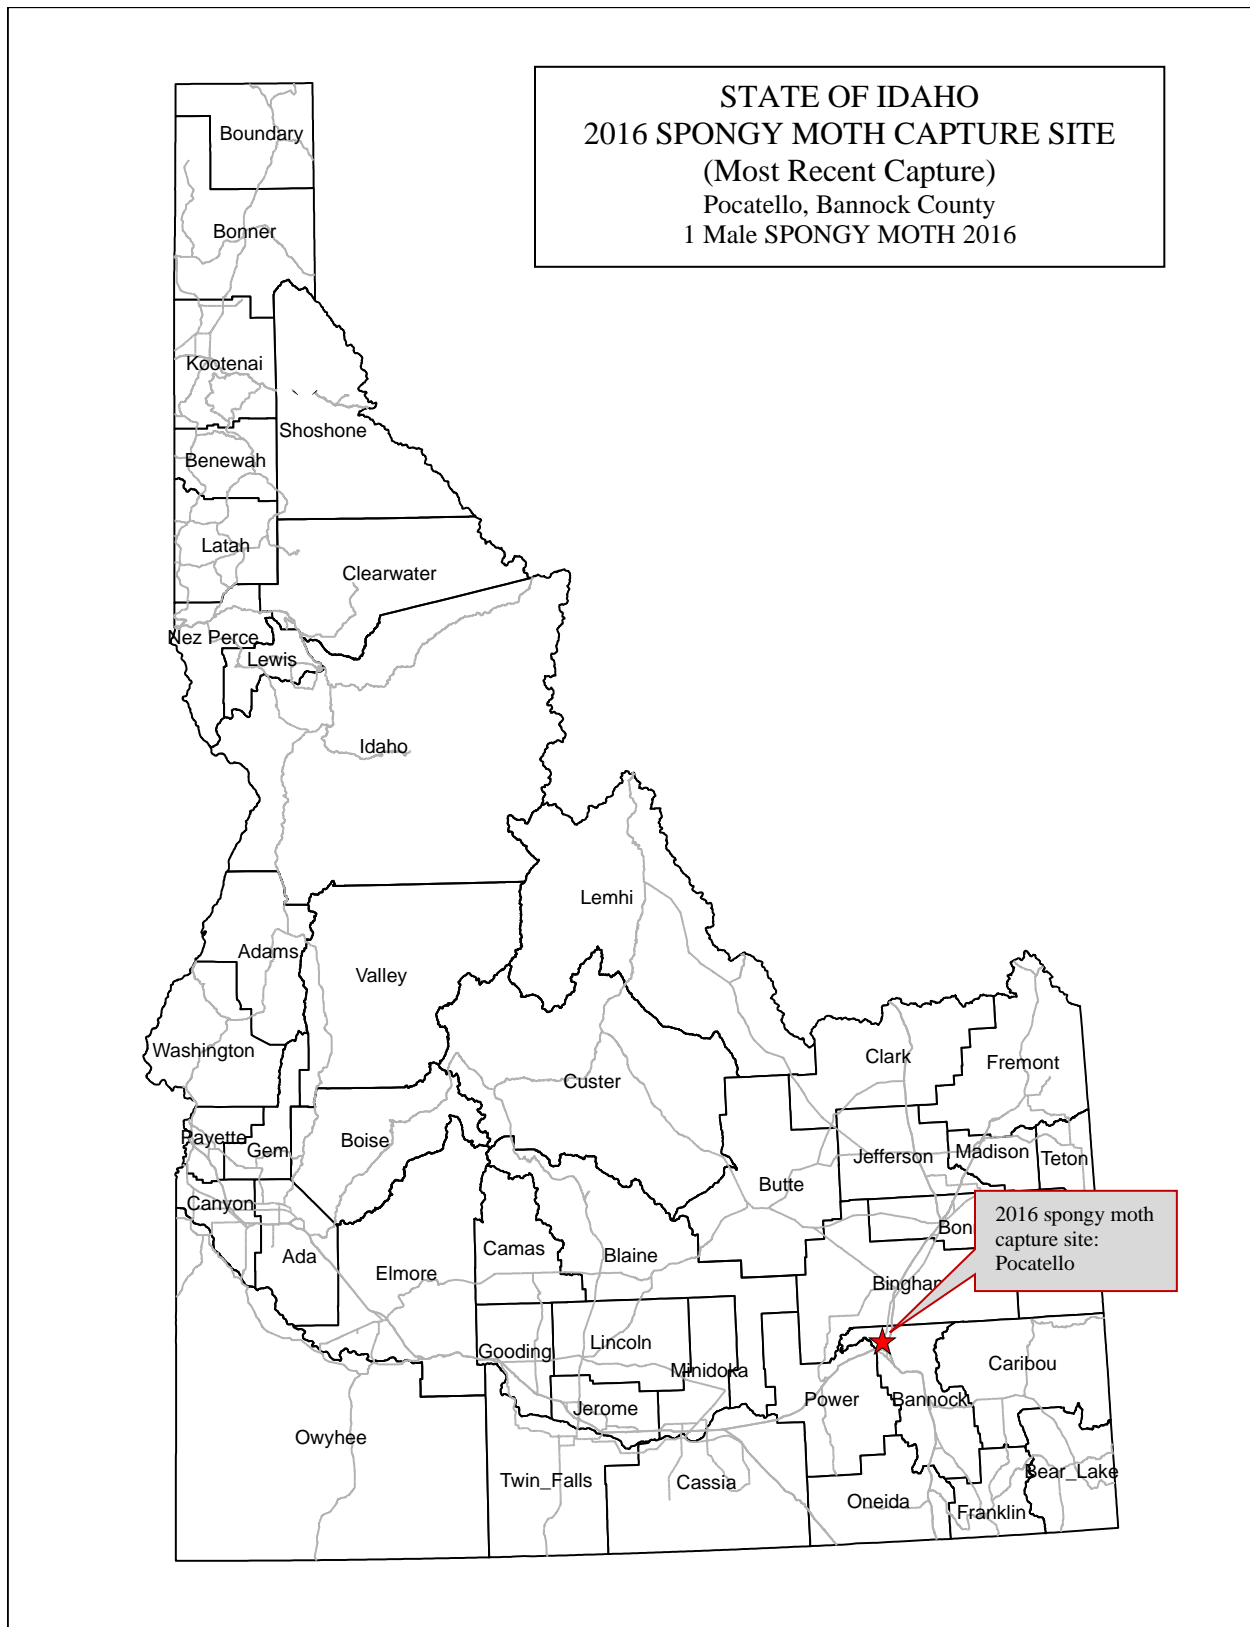 STATE OF IDAHO
2016 SPONGY MOTH CAPTURE SITE
(Most Recent Capture)
Pocatello, Bannock County
1 Male SPONGY MOTH 2016
Boundary
Bonner
Kootenai
Shoshone
Benewah
Latah
Clearwater
Nez Perce
Lewis
Idaho
Lemhi
Adams
Valley
Washington
Clark
Fremont
Custer
Payette
Gem
Boise
Jefferson
Madison
Teton
Butte
Canyon
Bon
2016 spongy moth
capture site:
Pocatello
Ada
Camas
Blaine
Elmore
Bingham
Gooding
Lincoln
Minidoka
Caribou
Jerome
Power
Bannock
Owyhee
Twin_Falls
Cassia
Oneida
Franklin
Bear_Lake